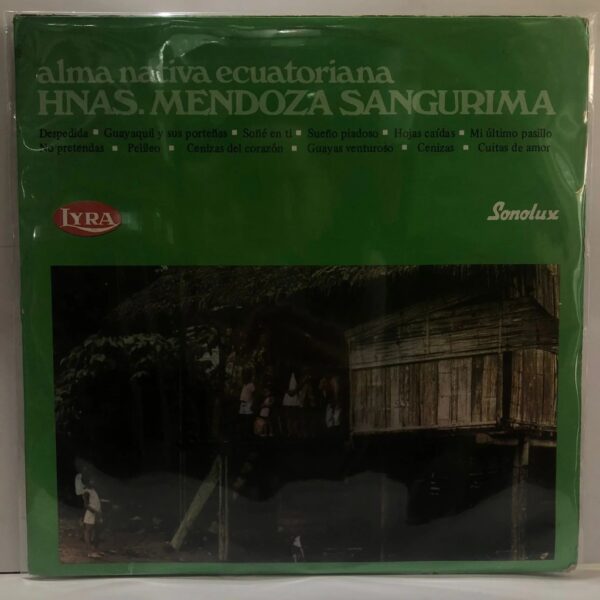 alma nativa ecuatoriana
HNAS. MENDOZA SANGURIMA
Despedida ▪ Guayaquil y sus porteñas ▪ Soñé en ti ▪ Sueño piadoso ▪ Hojas caídas ▪ Mi último pasillo
No pretendas ▪ Pelileo ▪ Cenizas del corazón ▪ Guayas venturoso ▪ Cenizas ▪ Cuitas de amor
LYRA
Sonolux